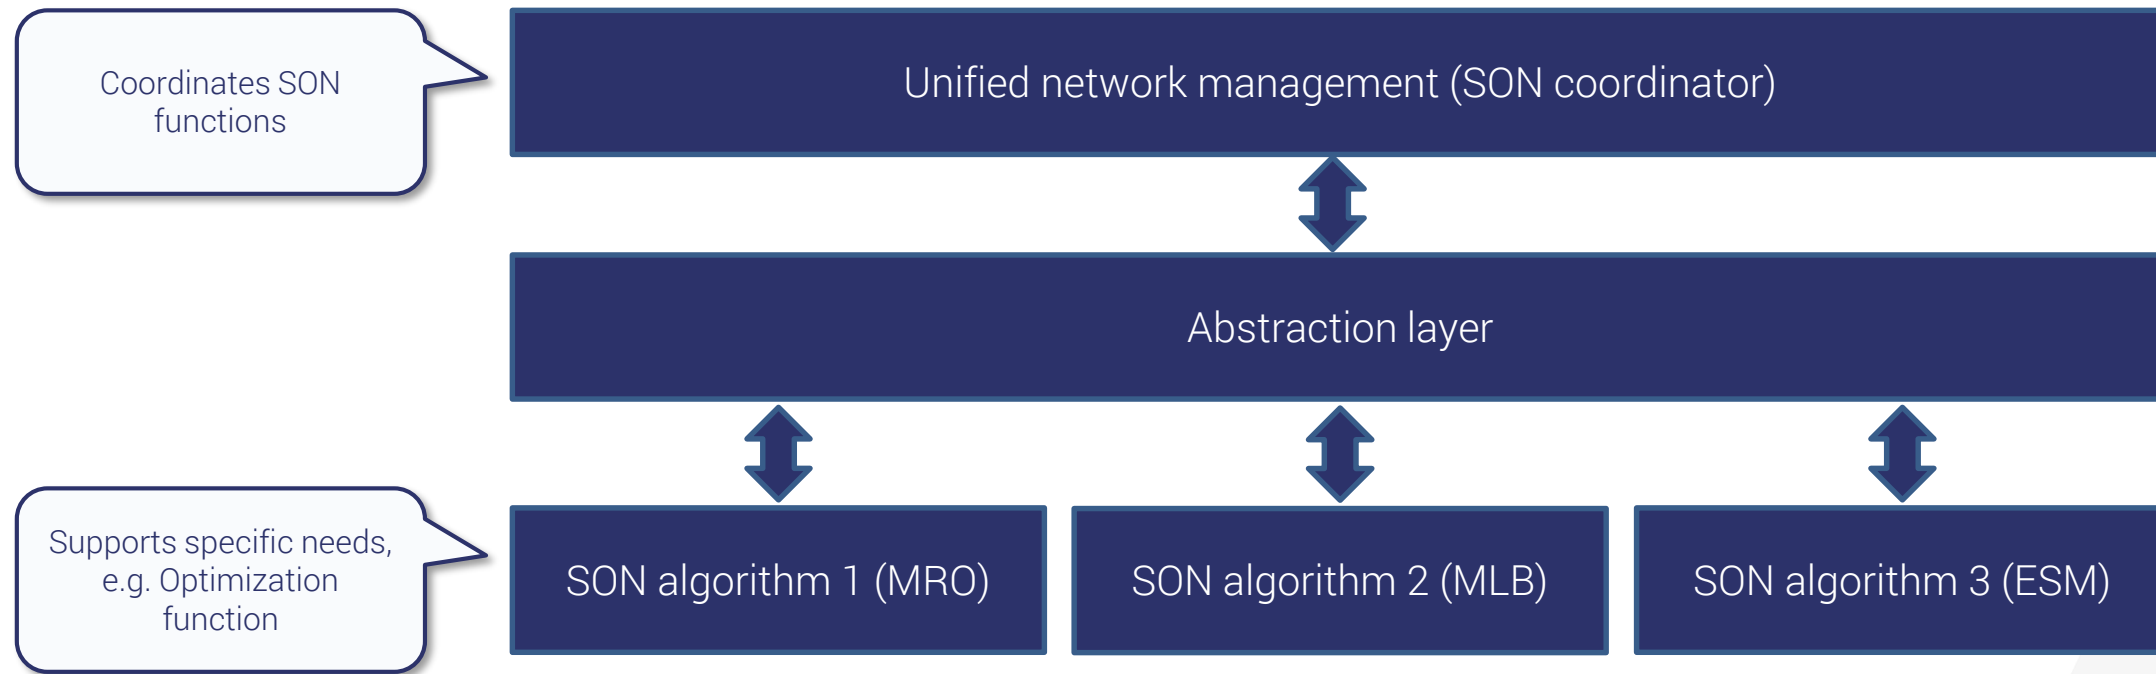 Coordinates SON
functions
Unified network management (SON coordinator)
Abstraction layer
Supports specific needs,
e.g. Optimization
function
SON algorithm 1 (MRO)
SON algorithm 2 (MLB)
SON algorithm 3 (ESM)